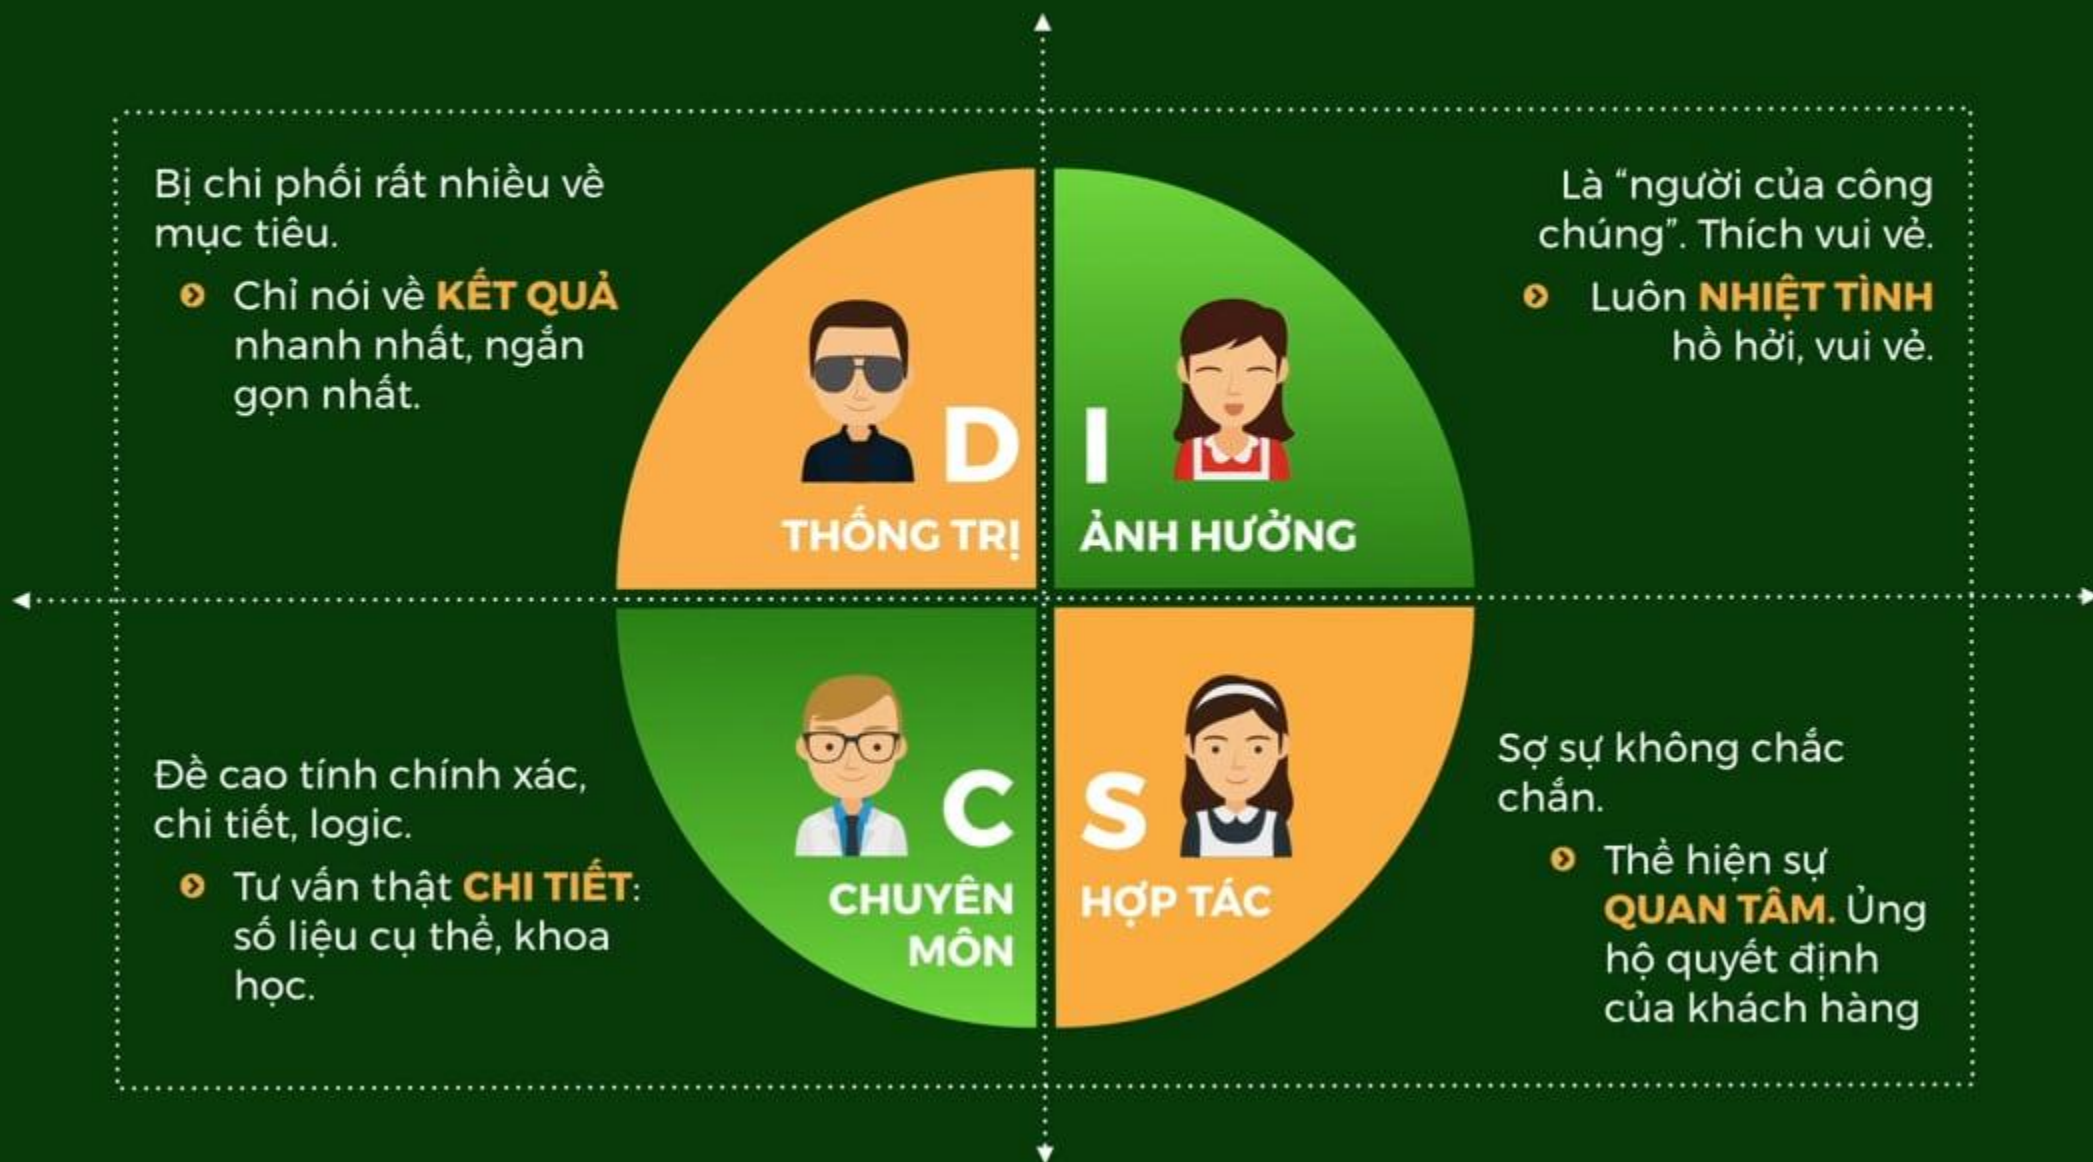 Bị chi phối rất nhiều về
mục tiêu.
Chỉ nói về KẾT QUẢ
nhanh nhất, ngắn
gọn nhất.
D
THỐNG TRỊ
I
ẢNH HƯỞNG
Là “người của công
chúng”. Thích vui vẻ.
Luôn NHIỆT TÌNH
hồ hởi, vui vẻ.
Đề cao tính chính xác,
chi tiết, logic.
Tư vấn thật CHI TIẾT:
số liệu cụ thể, khoa
học.
C
CHUYÊN
MÔN
S
HỢP TÁC
Sợ sự không chắc
chắn.
Thể hiện sự
QUAN TÂM. Ủng
hộ quyết định
của khách hàng